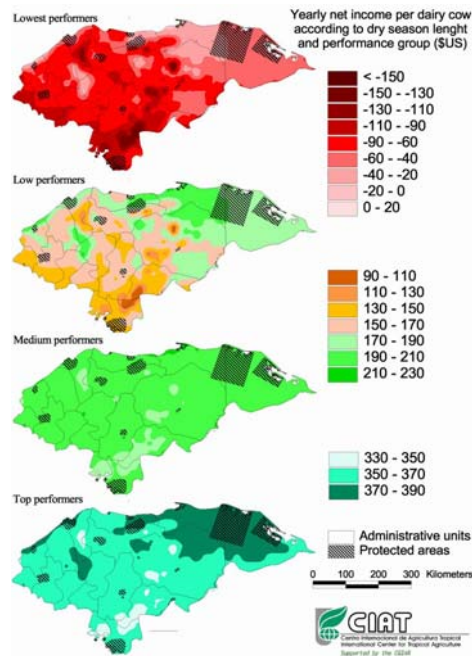 Yearly net income per dairy cow
according to dry season lenght
and performance group ($US)
Lowest performers
< -150
-150 - -130
-130 - -110
-110 - -90
-90 - -60
-60 - -40
-40 - -20
-20 - 0
0 - 20
Low performers
90 - 110
110 - 130
130 - 150
150 - 170
170 - 190
190 - 210
210 - 230
Medium performers
330 - 350
350 - 370
370 - 390
Top performers
Administrative units
Protected areas
0 100 200 300 Kilometers
CIAT
Centro Internacional de Agricultura Tropical
International Center for Tropical Agriculture
Supported by the CGIAR